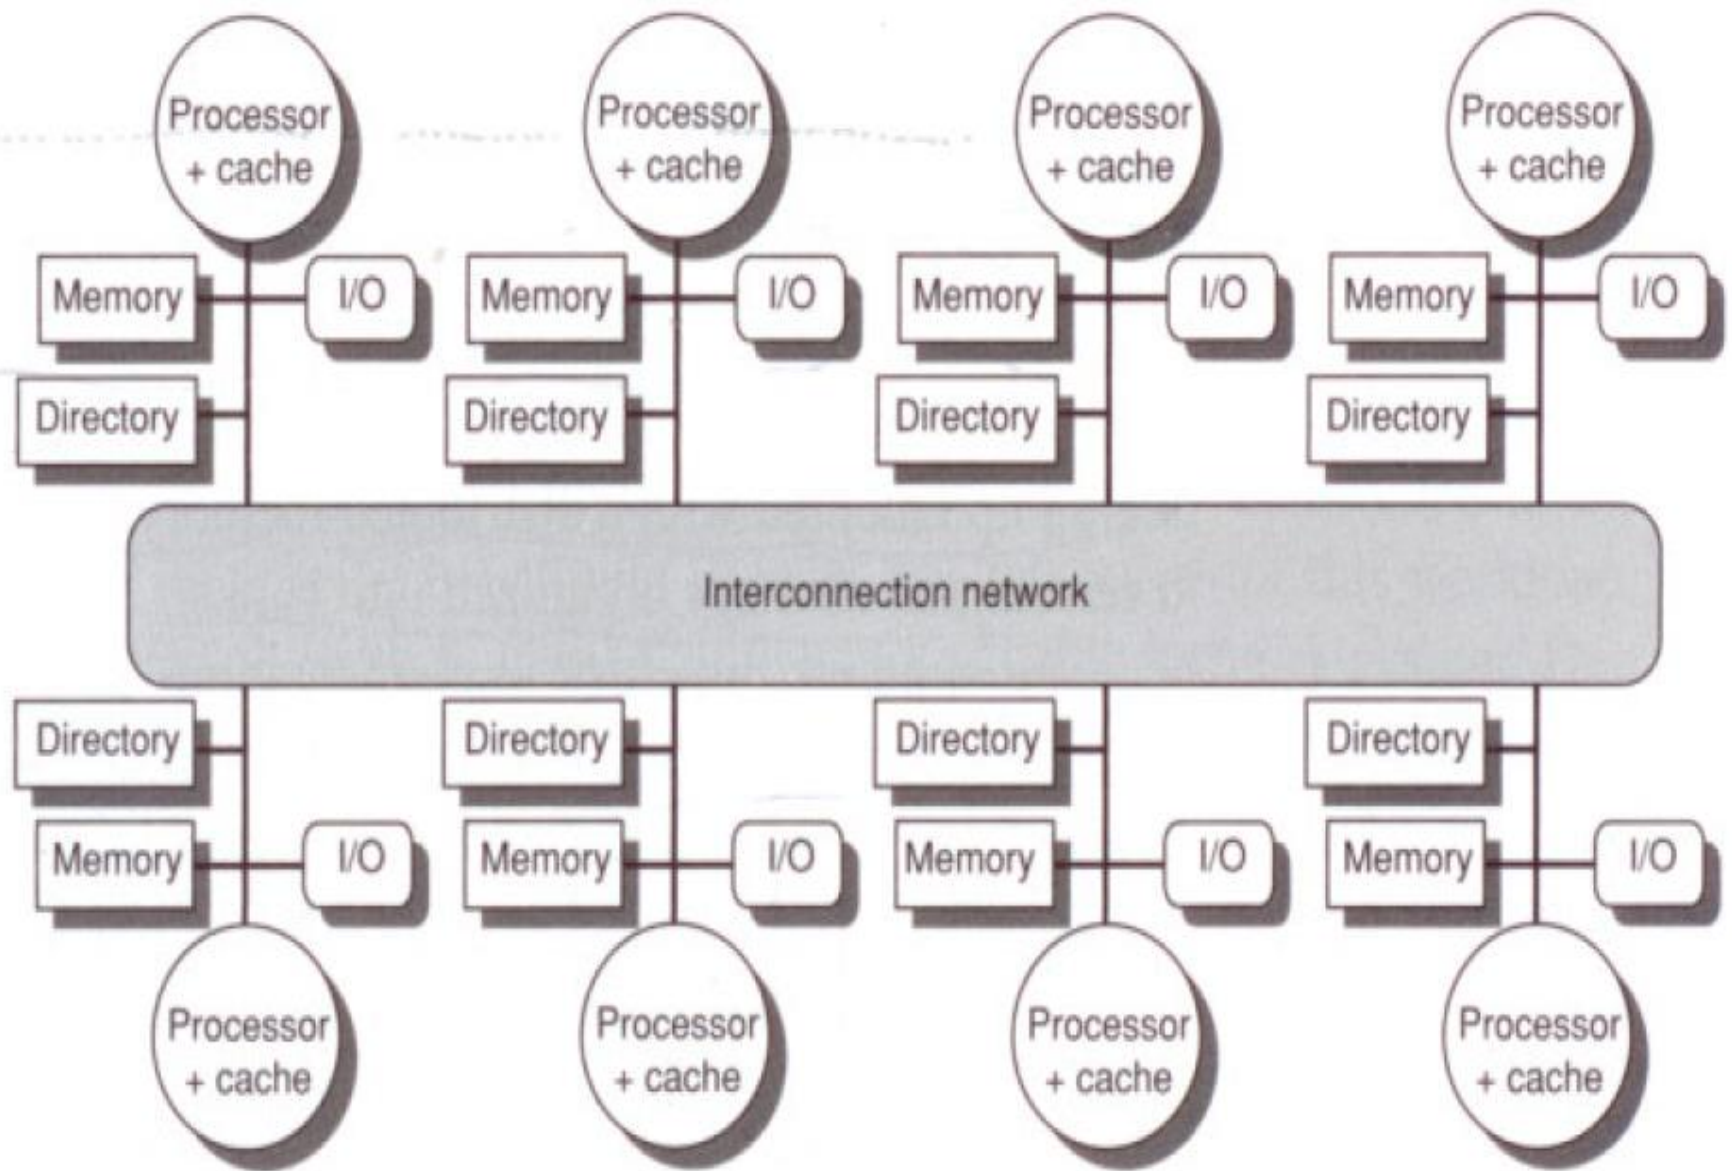 Processor
+ cache
Processor
+ cache
Processor
+ cache
Processor
+ cache
Memory
I/O
Memory
I/O
Memory
I/O
Memory
I/O
Directory
Directory
Directory
Directory
Interconnection network
Directory
Directory
Directory
Directory
Memory
I/O
Memory
I/O
Memory
I/O
Memory
I/O
Processor
+ cache
Processor
+ cache
Processor
+ cache
Processor
+ cache